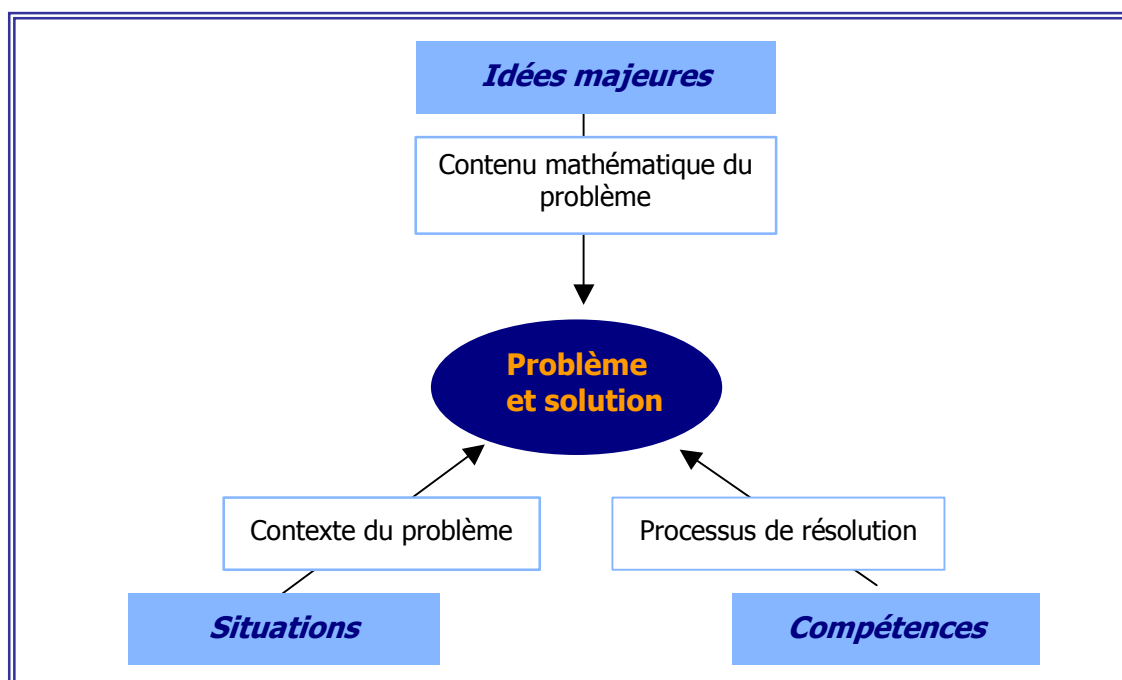 Idées majeures
Contenu mathématique du
problème
Problème
et solution
Contexte du problème
Processus de résolution
Situations
Compétences